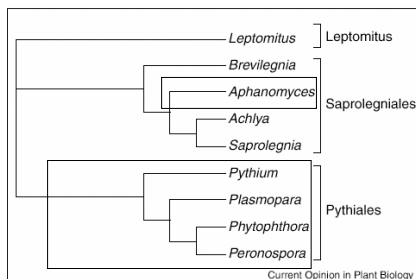 Leptomitus
Leptomitus
Brevilegnia
Aphanomyces
Saprolegniales
Achlya
Saprolegnia
Pythium
Plasmopara
Pythiales
Phytophthora
Peronospora
Current Opinion in Plant Biology